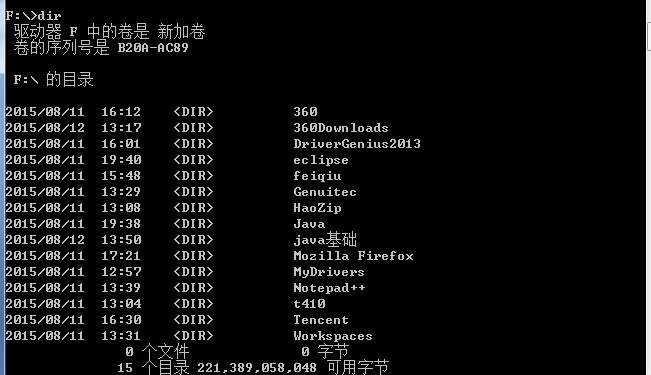 F:\>dir
驱动器 F 中的卷是 新加卷
卷的序列号是 B20A-AC89
F:\ 的目录
2015/08/11  16:12    <DIR>          360
2015/08/12  13:17    <DIR>          360Downloads
2015/08/11  16:01    <DIR>          DriverGenius2013
2015/08/11  19:40    <DIR>          eclipse
2015/08/11  15:48    <DIR>          feiqiu
2015/08/11  13:29    <DIR>          Genuitec
2015/08/11  13:08    <DIR>          HaoZip
2015/08/11  19:38    <DIR>          Java
2015/08/12  13:50    <DIR>          java基础
2015/08/11  17:21    <DIR>          Mozilla Firefox
2015/08/11  12:57    <DIR>          MyDrivers
2015/08/11  13:39    <DIR>          Notepad++
2015/08/11  13:04    <DIR>          t410
2015/08/11  16:30    <DIR>          Tencent
2015/08/11  13:31    <DIR>          Workspaces
0 个文件              0 字节
15 个目录 221,389,058,048 可用字节